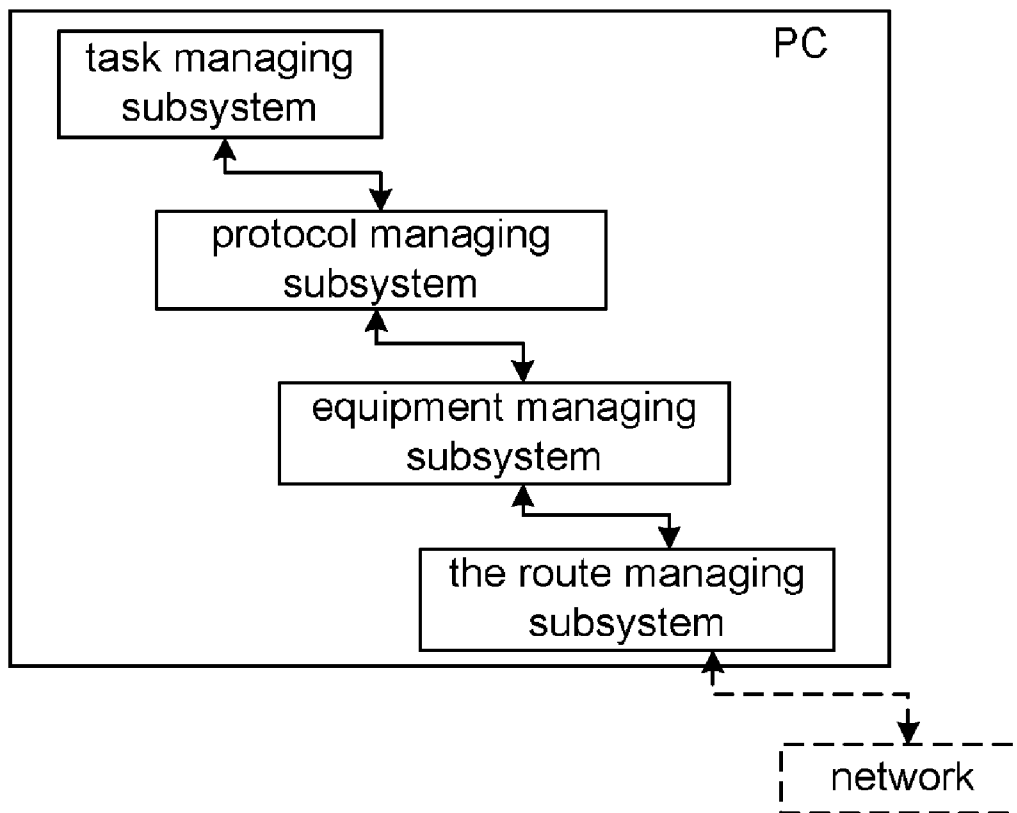 PC
task managing
subsystem
protocol managing
subsystem
equipment managing
subsystem
the route managing
subsystem
network